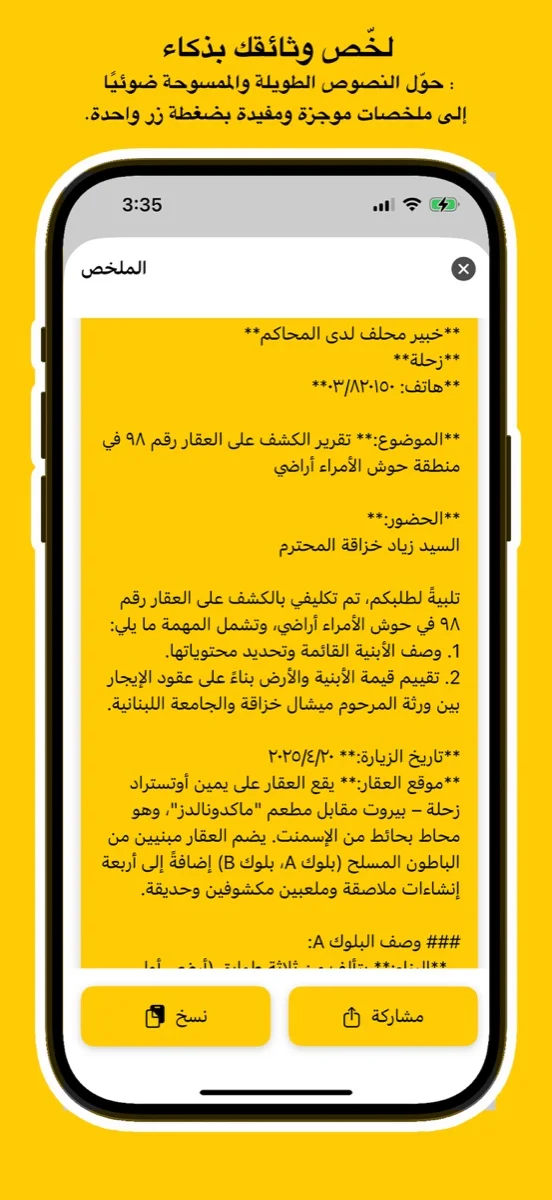 لخّص وثائقك بذكاء
: حوّل النصوص الطويلة والممسوحة ضوئيًا
إلى ملخصات موجزة ومفيدة بضغطة زر واحدة.
3:35
الملخص
**خبير محلف لدى المحاكم**
**زحلة**
**هاتف: ٠٣/٨٢٠١٥٠**
**الموضوع:** تقرير الكشف على العقار رقم ٩٨ في
منطقة حوش الأمراء أراضي
**الحضور:**
السيد زياد خزاقة المحترم
تلبيةً لطلبكم، تم تكليفي بالكشف على العقار رقم
٩٨ في حوش الأمراء أراضي، وتشمل المهمة ما يلي:
1. وصف الأبنية القائمة وتحديد محتوياتها.
2. تقييم قيمة الأبنية والأرض بناءً على عقود الإيجار
بين ورثة المرحوم ميشال خزاقة والجامعة اللبنانية.
**تاريخ الزيارة:** ٢٠٢٥/٤/٢٠
**موقع العقار:** يقع العقار على يمين أوتستراد
زحلة – بيروت مقابل مطعم "ماكدونالدز"، وهو
محاط بحائط من الإسمنت. يضم العقار مبنيين من
الباطون المسلح (بلوك A، بلوك B) إضافةً إلى أربعة
إنشاءات ملاصقة وملعبين مكشوفين وحديقة.
### وصف البلوك A:
مشاركة
نسخ